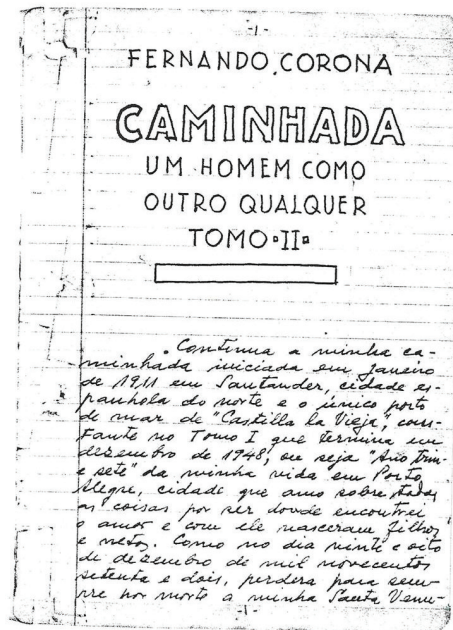 -1-
FERNANDO CORONA
CAMINHADA
UM HOMEM COMO
OUTRO QUALQUER
TOMO II
Continua a minha ca-
minhada iniciada em janeiro
de 1911 em Santander, cidade es-
panhola do norte e o único porto
de mar de "Castilla la Vieja", cons-
tante no Tomo I que termina em
dezembro de 1948, ou seja "Ano trin-
e sete" da minha vida em Porto
Alegre, cidade que amo sobre todas
as coisas por ser donde encontrei
o amor e com ele nasceram filhos
e netos. Como no dia vinte e oito
de dezembro de mil novecentos
setenta e dois, perdera para sem-
pre por morte a minha Santa
-1-